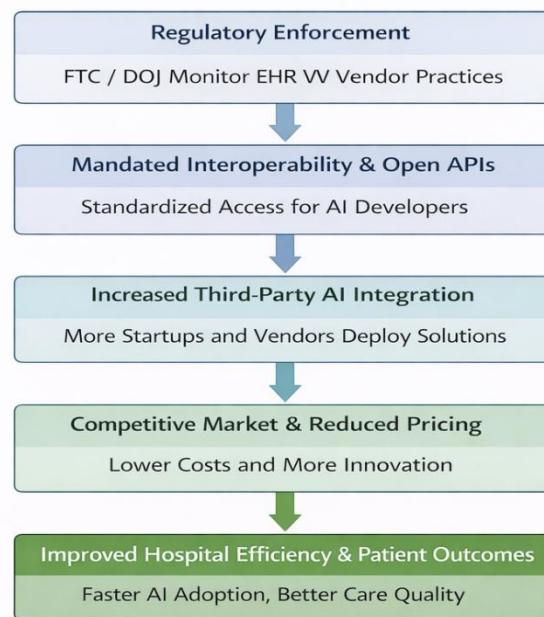 Regulatory Enforcement
FTC / DOJ Monitor EHR VV Vendor Practices
Mandated Interoperability & Open APIs
Standardized Access for AI Developers
Increased Third-Party AI Integration
More Startups and Vendors Deploy Solutions
Competitive Market & Reduced Pricing
Lower Costs and More Innovation
Improved Hospital Efficiency & Patient Outcomes
Faster AI Adoption, Better Care Quality